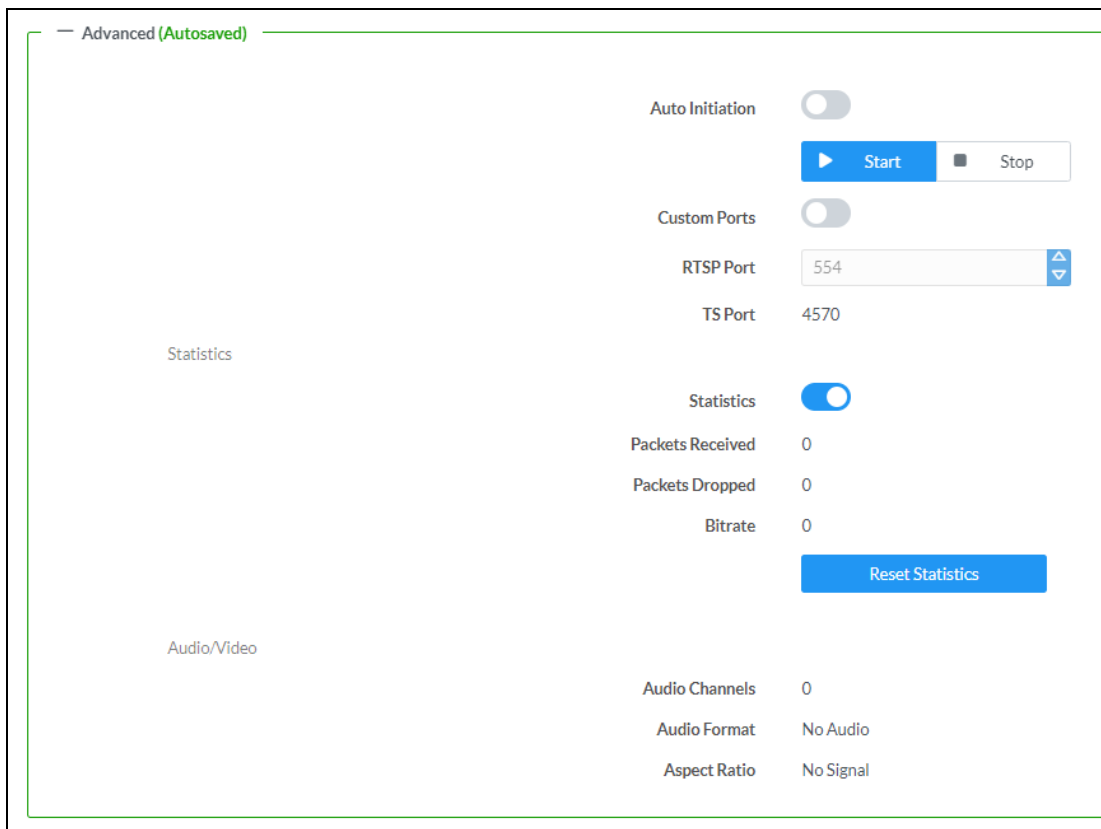 Advanced (Autosaved)
Auto Initiation
Start Stop
Custom Ports
RTSP Port 554
TS Port 4570
Statistics
Statistics
Packets Received 0
Packets Dropped 0
Bitrate 0
Reset Statistics
Audio/Video
Audio Channels 0
Audio Format No Audio
Aspect Ratio No Signal